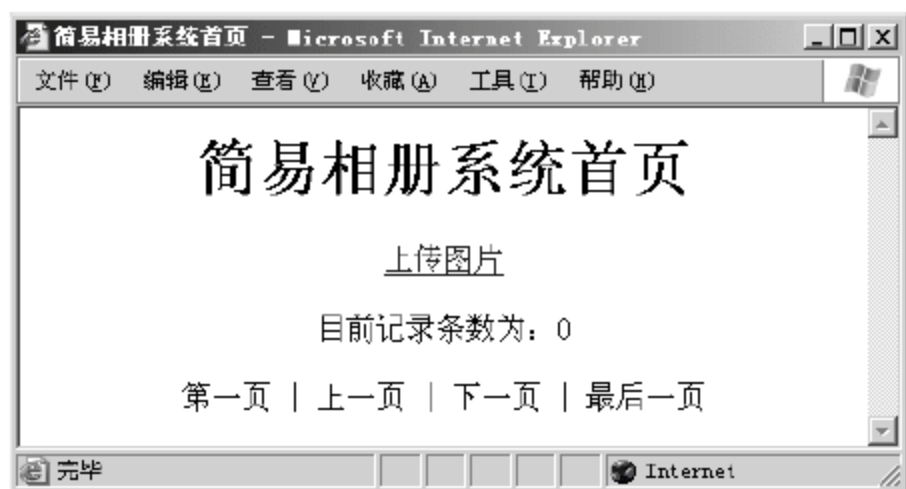 简易相册系统首页 - Microsoft Internet Explorer
文件(F) 编辑(E) 查看(V) 收藏(A) 工具(T) 帮助(H)
简易相册系统首页
上传图片
目前记录条数为：0
第一页 | 上一页 | 下一页 | 最后一页
完毕 Internet